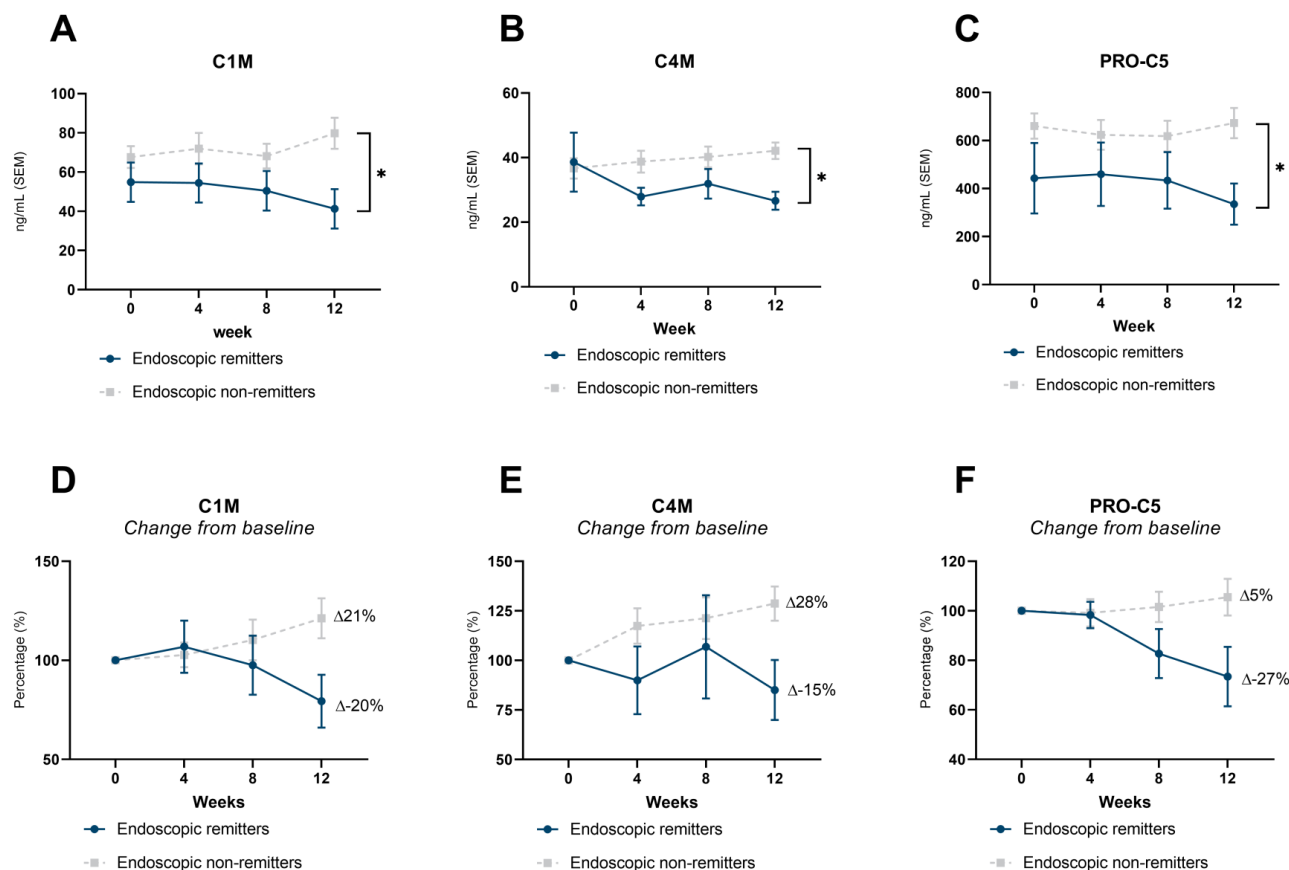 A
C1M
ng/mL (SEM)
100
80
60
40
20
0
*
0 4 8 12
week
Endoscopic remitters
Endoscopic non-remitters
B
C4M
ng/mL (SEM)
60
40
20
0
*
0 4 8 12
Week
Endoscopic remitters
Endoscopic non-remitters
C
PRO-C5
ng/mL (SEM)
800
600
400
200
0
*
0 4 8 12
Week
Endoscopic remitters
Endoscopic non-remitters
D
C1M
Change from baseline
Percentage (%)
150
100
50
Δ21%
Δ-20%
0 4 8 12
Weeks
Endoscopic remitters
Endoscopic non-remitters
E
C4M
Change from baseline
Percentage (%)
150
125
100
75
50
Δ28%
Δ-15%
0 4 8 12
Weeks
Endoscopic remitters
Endoscopic non-remitters
F
PRO-C5
Change from baseline
Percentage (%)
120
100
80
60
40
Δ5%
Δ-27%
0 4 8 12
Weeks
Endoscopic remitters
Endoscopic non-remitters